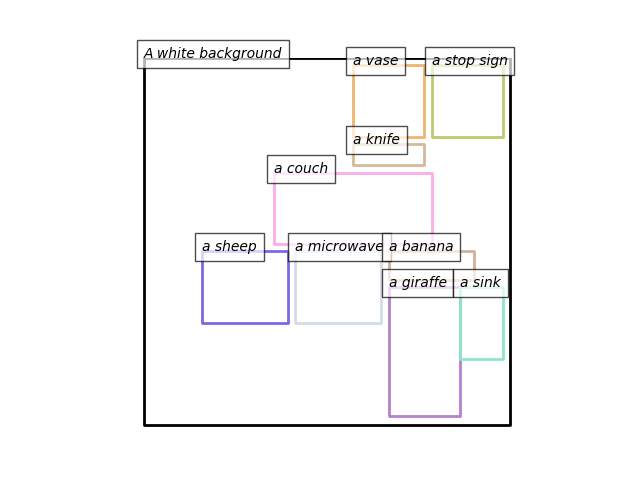 A white background
a vase
a stop sign
a knife
a couch
a sheep
a microwave
a banana
a giraffe
a sink